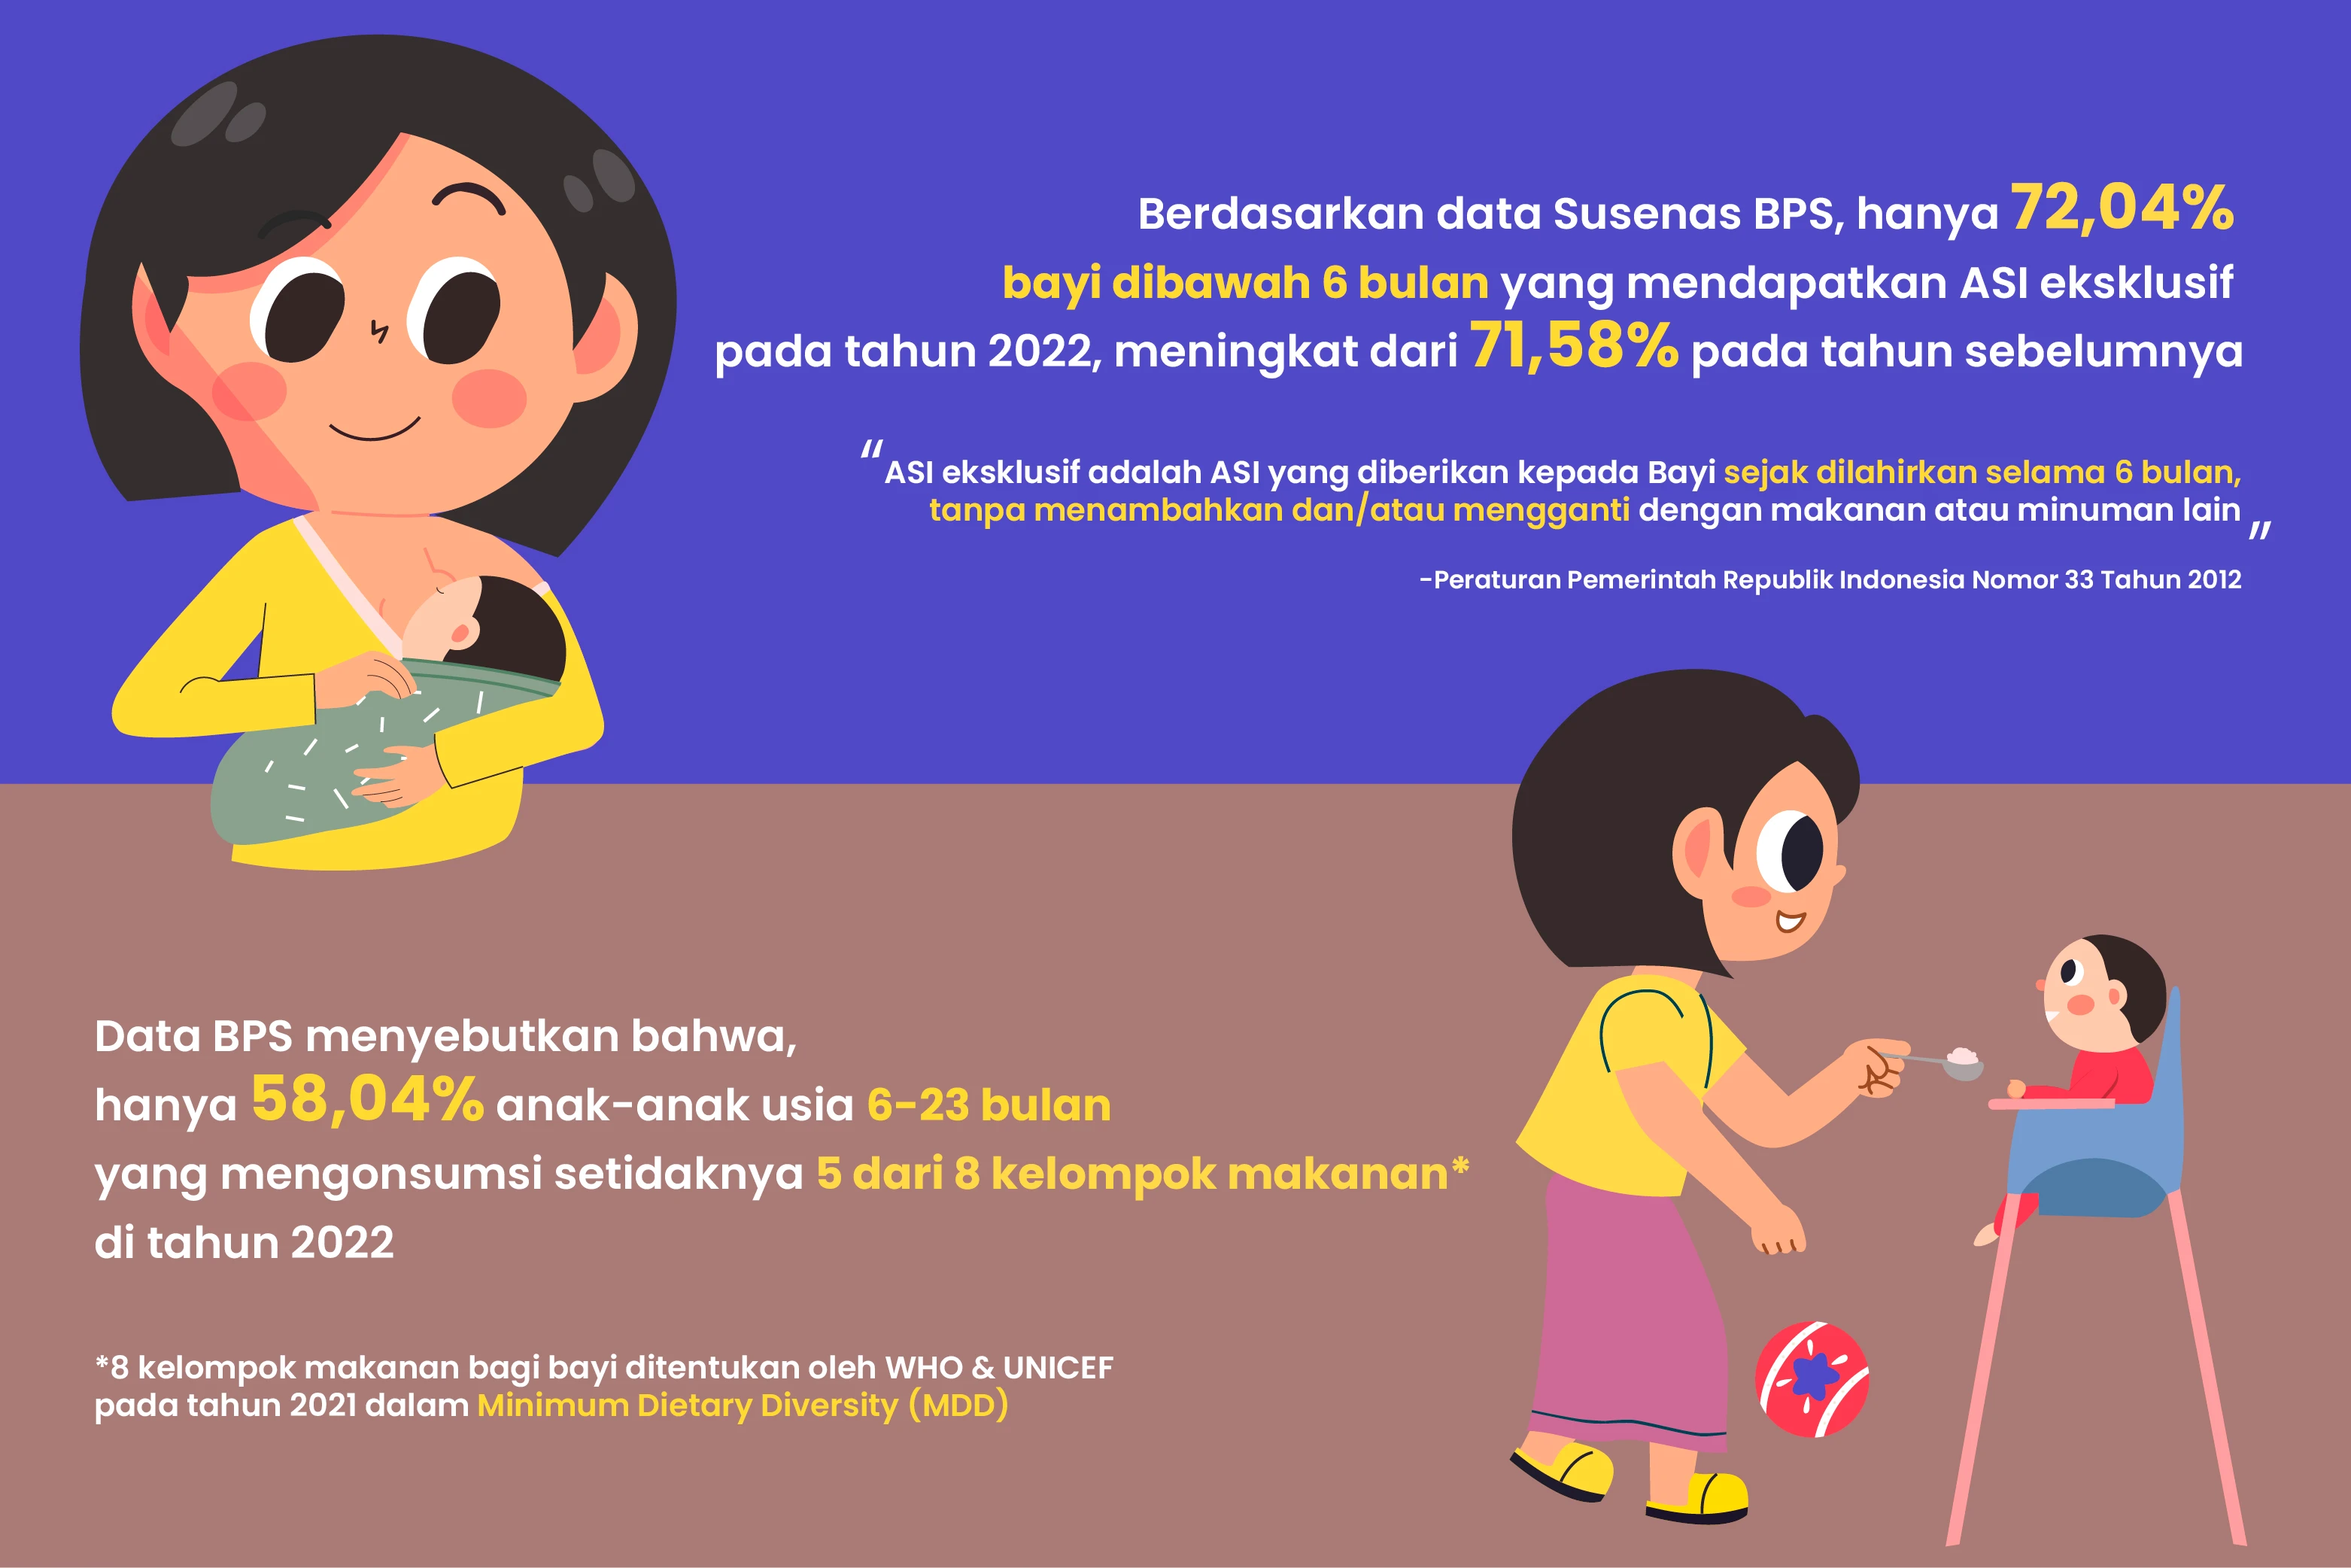 Berdasarkan data Susenas BPS, hanya 72,04%
bayi dibawah 6 bulan yang mendapatkan ASI eksklusif
pada tahun 2022, meningkat dari 71,58% pada tahun sebelumnya
“ASI eksklusif adalah ASI yang diberikan kepada Bayi sejak dilahirkan selama 6 bulan,
tanpa menambahkan dan/atau mengganti dengan makanan atau minuman lain”
-Peraturan Pemerintah Republik Indonesia Nomor 33 Tahun 2012
Data BPS menyebutkan bahwa,
hanya 58,04% anak-anak usia 6-23 bulan
yang mengonsumsi setidaknya 5 dari 8 kelompok makanan*
di tahun 2022
*8 kelompok makanan bagi bayi ditentukan oleh WHO & UNICEF
pada tahun 2021 dalam Minimum Dietary Diversity (MDD)